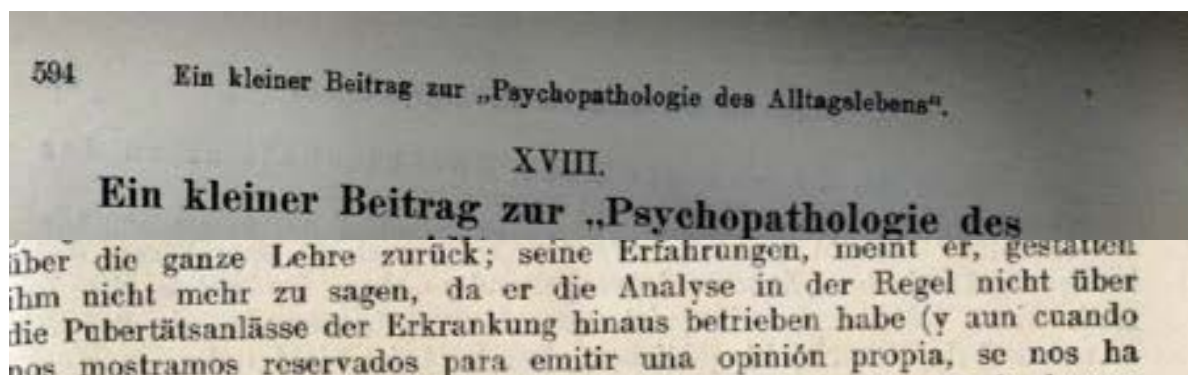 594 Ein kleiner Beitrag zur „Psychopathologie des Alltagslebens“.
XVIII.
Ein kleiner Beitrag zur „Psychopathologie des
über die ganze Lehre zurück; seine Erfahrungen, meint er, gestatten
ihm nicht mehr zu sagen, da er die Analyse in der Regel nicht über
die Pubertätsanlässe der Erkrankung hinaus betrieben habe (y aun cuando
nos mostramos reservados para emitir una opinión propia, se nos ha